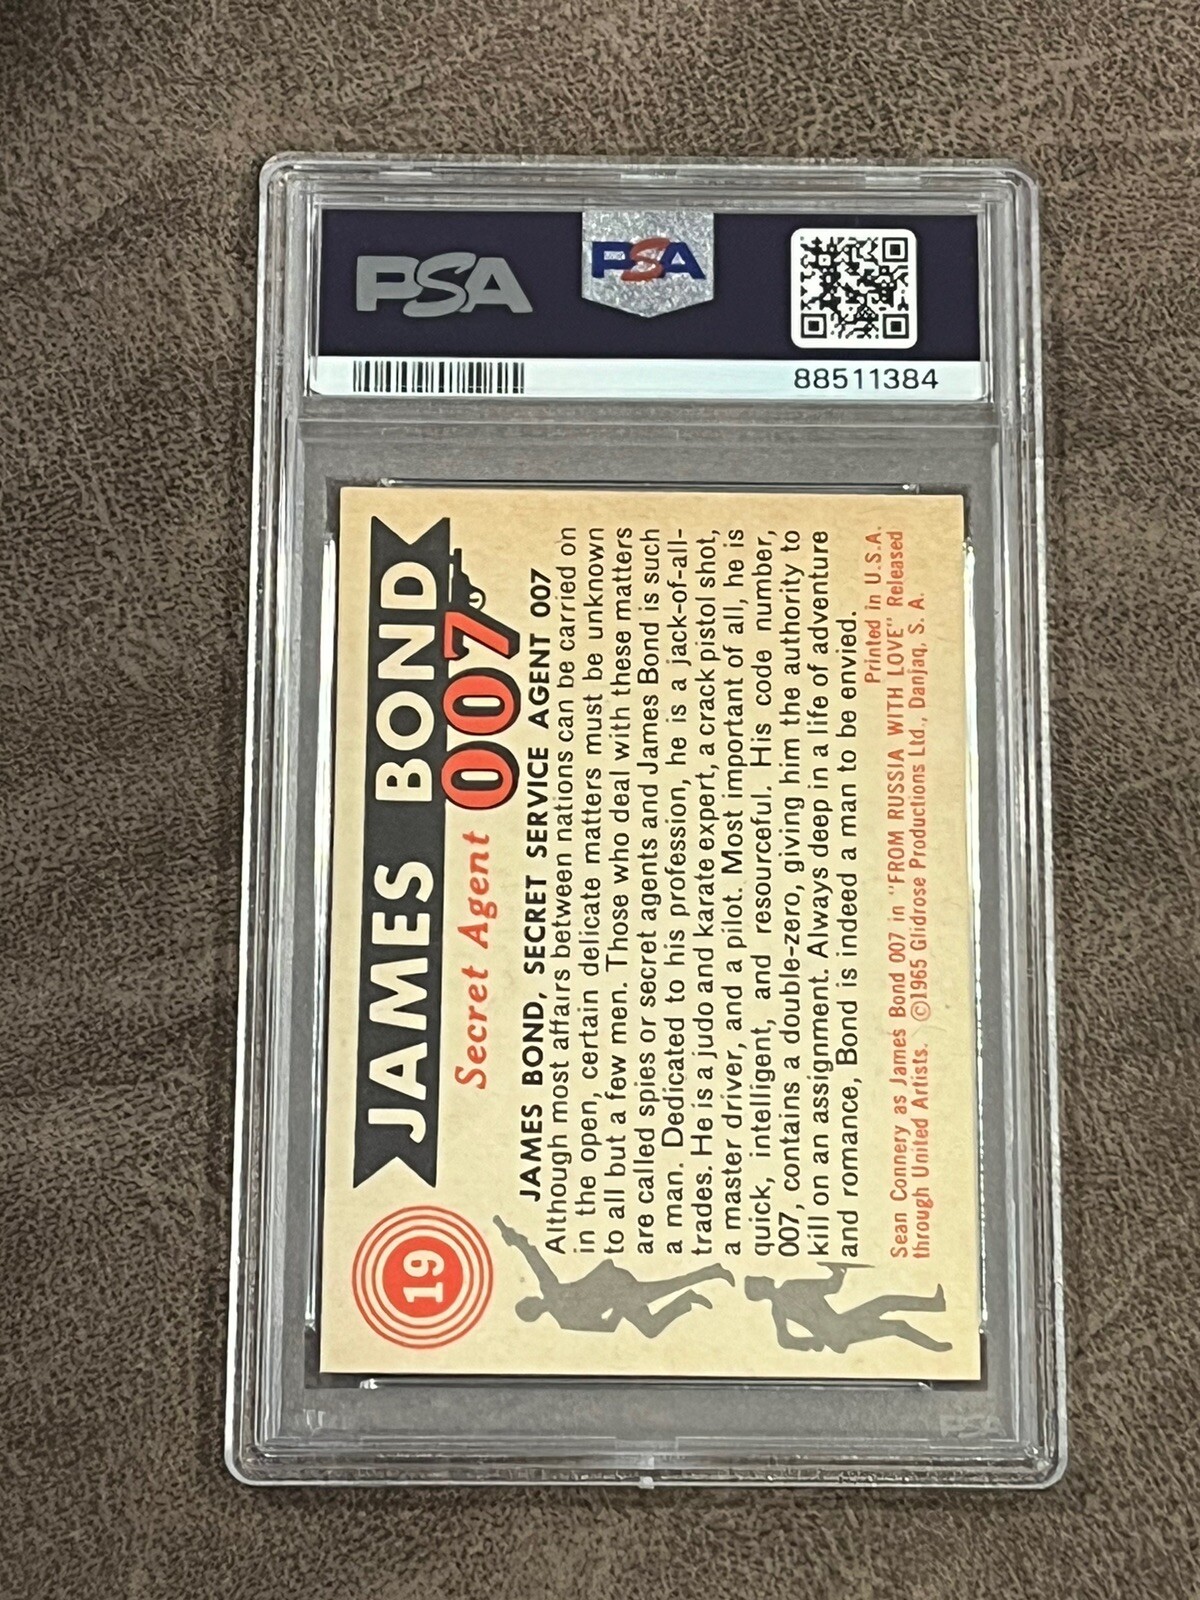 PSA
PSA
88511384
19
JAMES BOND
Secret Agent 007
JAMES BOND, SECRET SERVICE AGENT 007
Although most affairs between nations can be carried on
in the open, certain delicate matters must be unknown
to all but a few men. Those who deal with these matters
are called spies or secret agents and James Bond is such
a man. Dedicated to his profession, he is a jack-of-all-
trades. He is a judo and karate expert, a crack pistol shot,
a master driver, and a pilot. Most important of all, he is
quick, intelligent, and resourceful. His code number,
007, contains a double-zero, giving him the authority to
kill on an assignment. Always deep in a life of adventure
and romance, Bond is indeed a man to be envied.
Printed in U.S.A.
Sean Connery as James Bond 007 in "FROM RUSSIA WITH LOVE" Released
through United Artists. ©1965 Glidrose Productions Ltd., Danjaq, S. A.
PSA